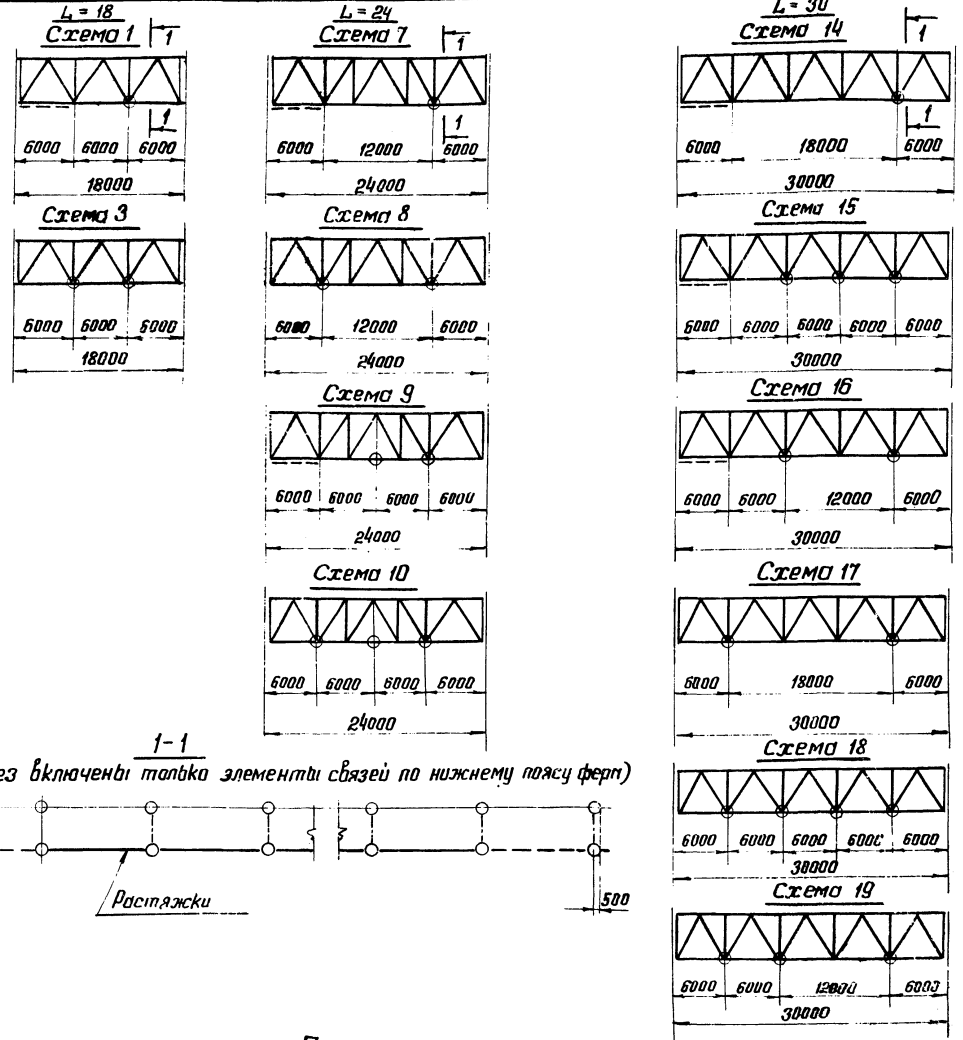 L = 18
Схема 1
1
1
6000 6000 6000
18000
Схема 3
6000 6000 6000
18000
L = 24
Схема 7
1
1
6000 12000 6000
24000
Схема 8
6000 12000 6000
24000
Схема 9
6000 6000 6000 6000
24000
Схема 10
6000 6000 6000 6000
24000
L = 30
Схема 14
1
1
6000 18000 6000
30000
Схема 15
6000 6000 6000 6000 6000
30000
Схема 16
6000 6000 12000 6000
30000
Схема 17
6000 18000 6000
30000
Схема 18
6000 6000 6000 6000 6000
30000
Схема 19
6000 6000 12000 6000
30000
1-1
ез включены только элементы связей по нижнему поясу ферм)
Растяжки
500